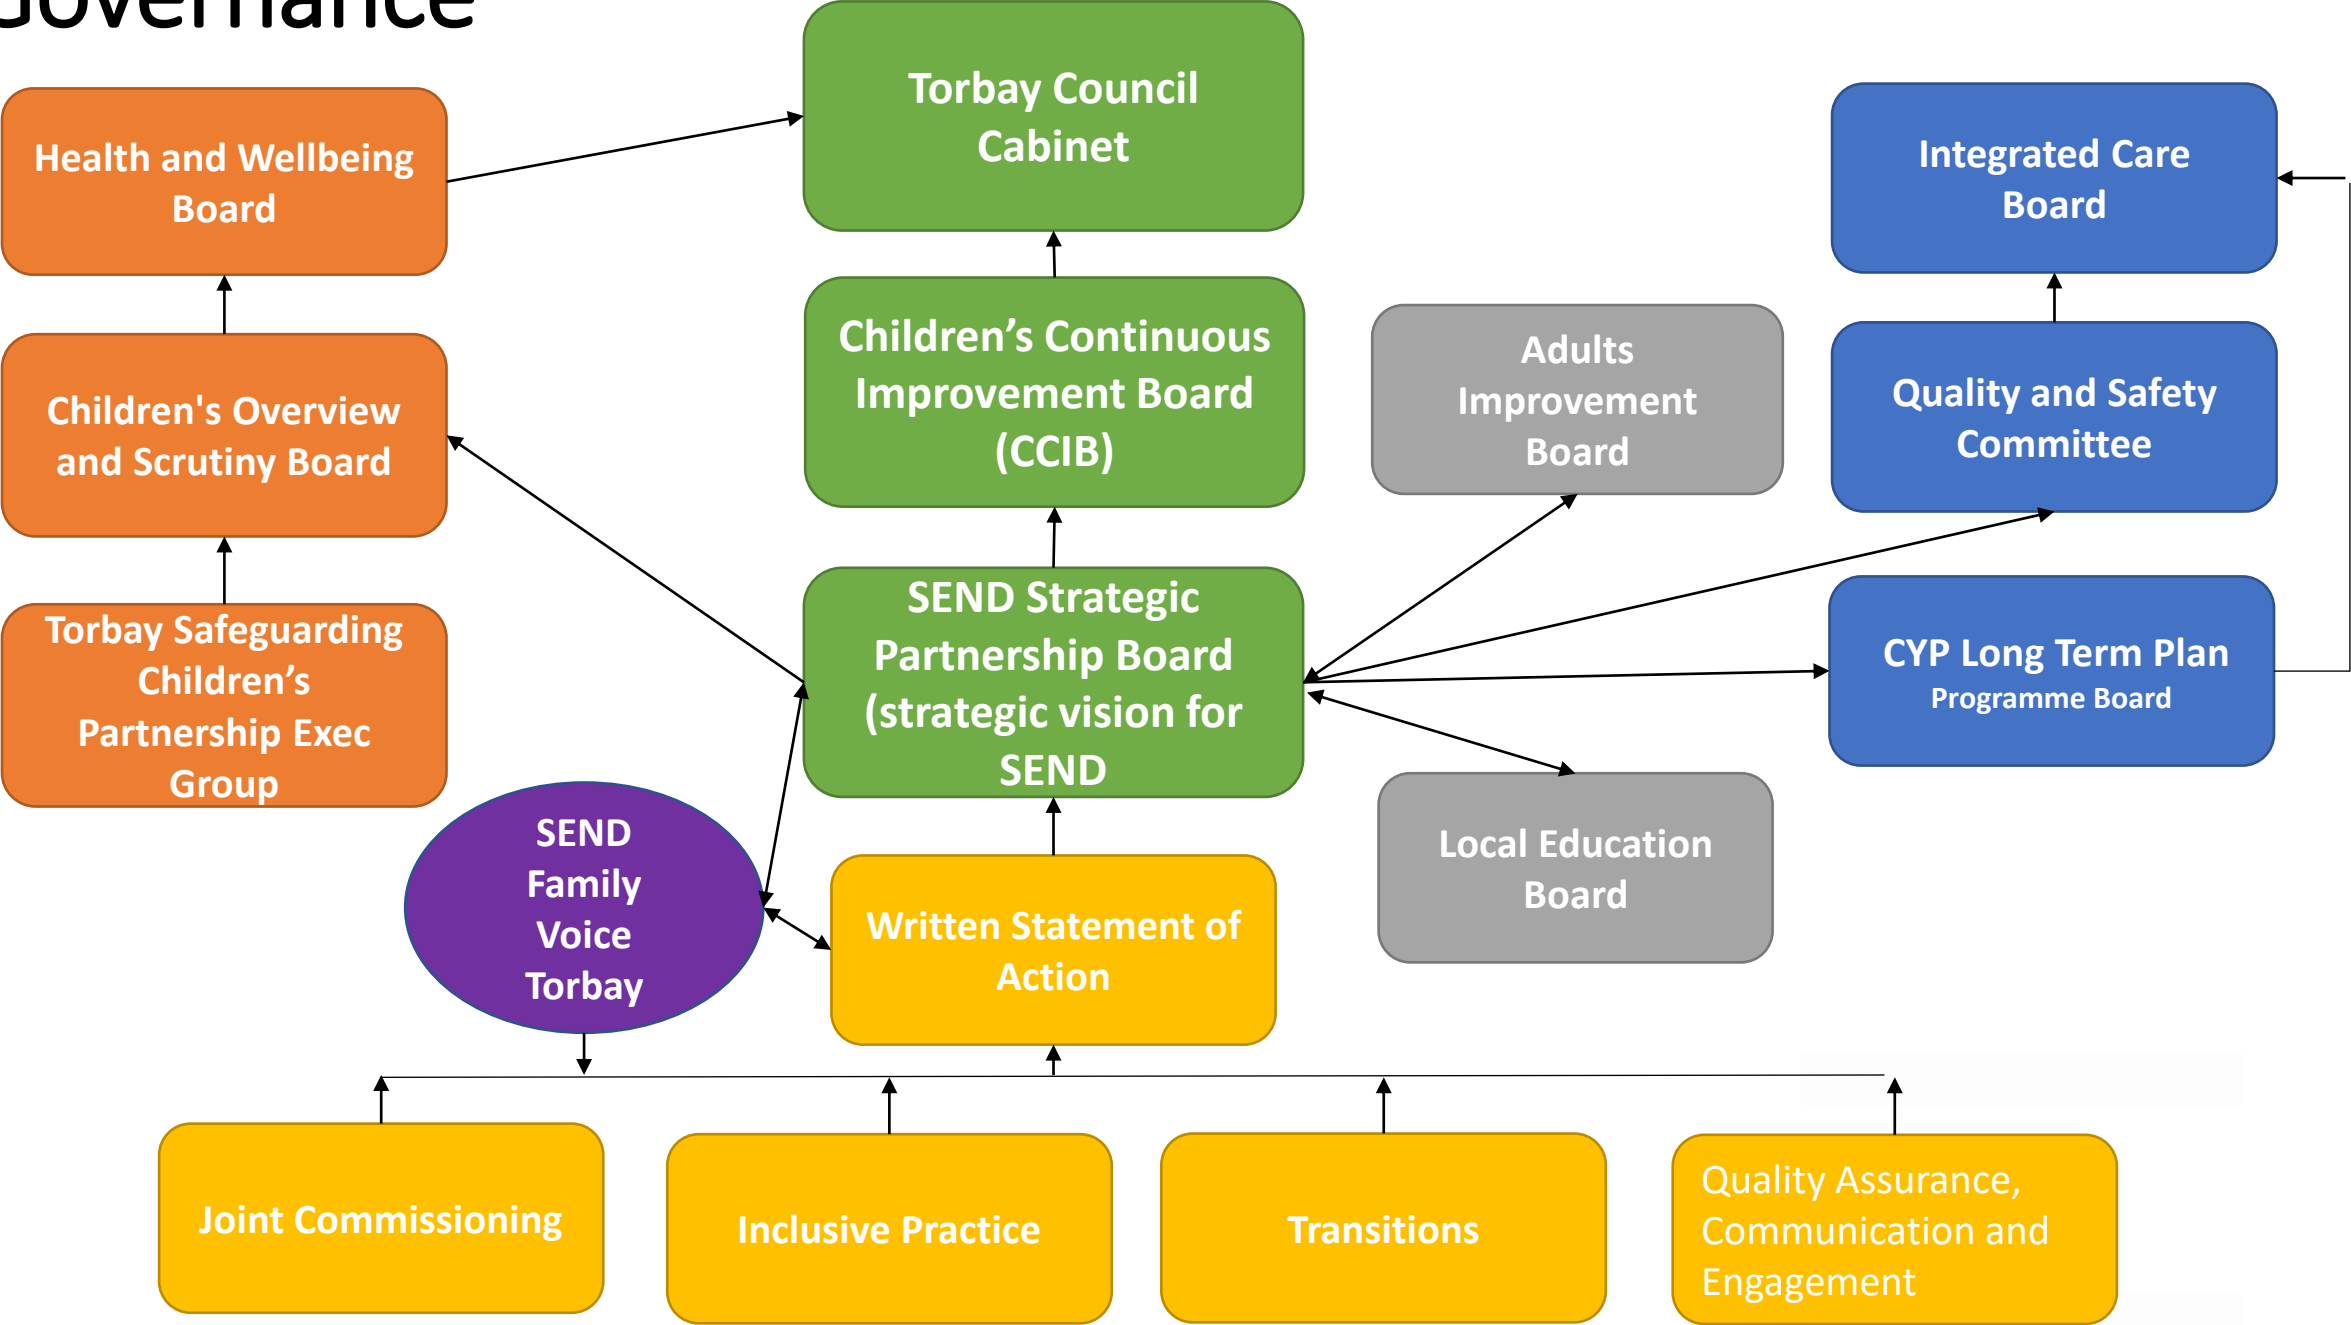 Governance
Torbay Council
Cabinet
Health and Wellbeing
Board
Integrated Care
Board
Children’s Continuous
Improvement Board
(CCIB)
Adults
Improvement
Board
Children's Overview
and Scrutiny Board
Quality and Safety
Committee
SEND Strategic
Partnership Board
(strategic vision for
SEND
Torbay Safeguarding
Children’s
Partnership Exec
Group
CYP Long Term Plan
Programme Board
SEND
Family
Voice
Torbay
Local Education
Board
Written Statement of
Action
Joint Commissioning
Inclusive Practice
Transitions
Quality Assurance,
Communication and
Engagement